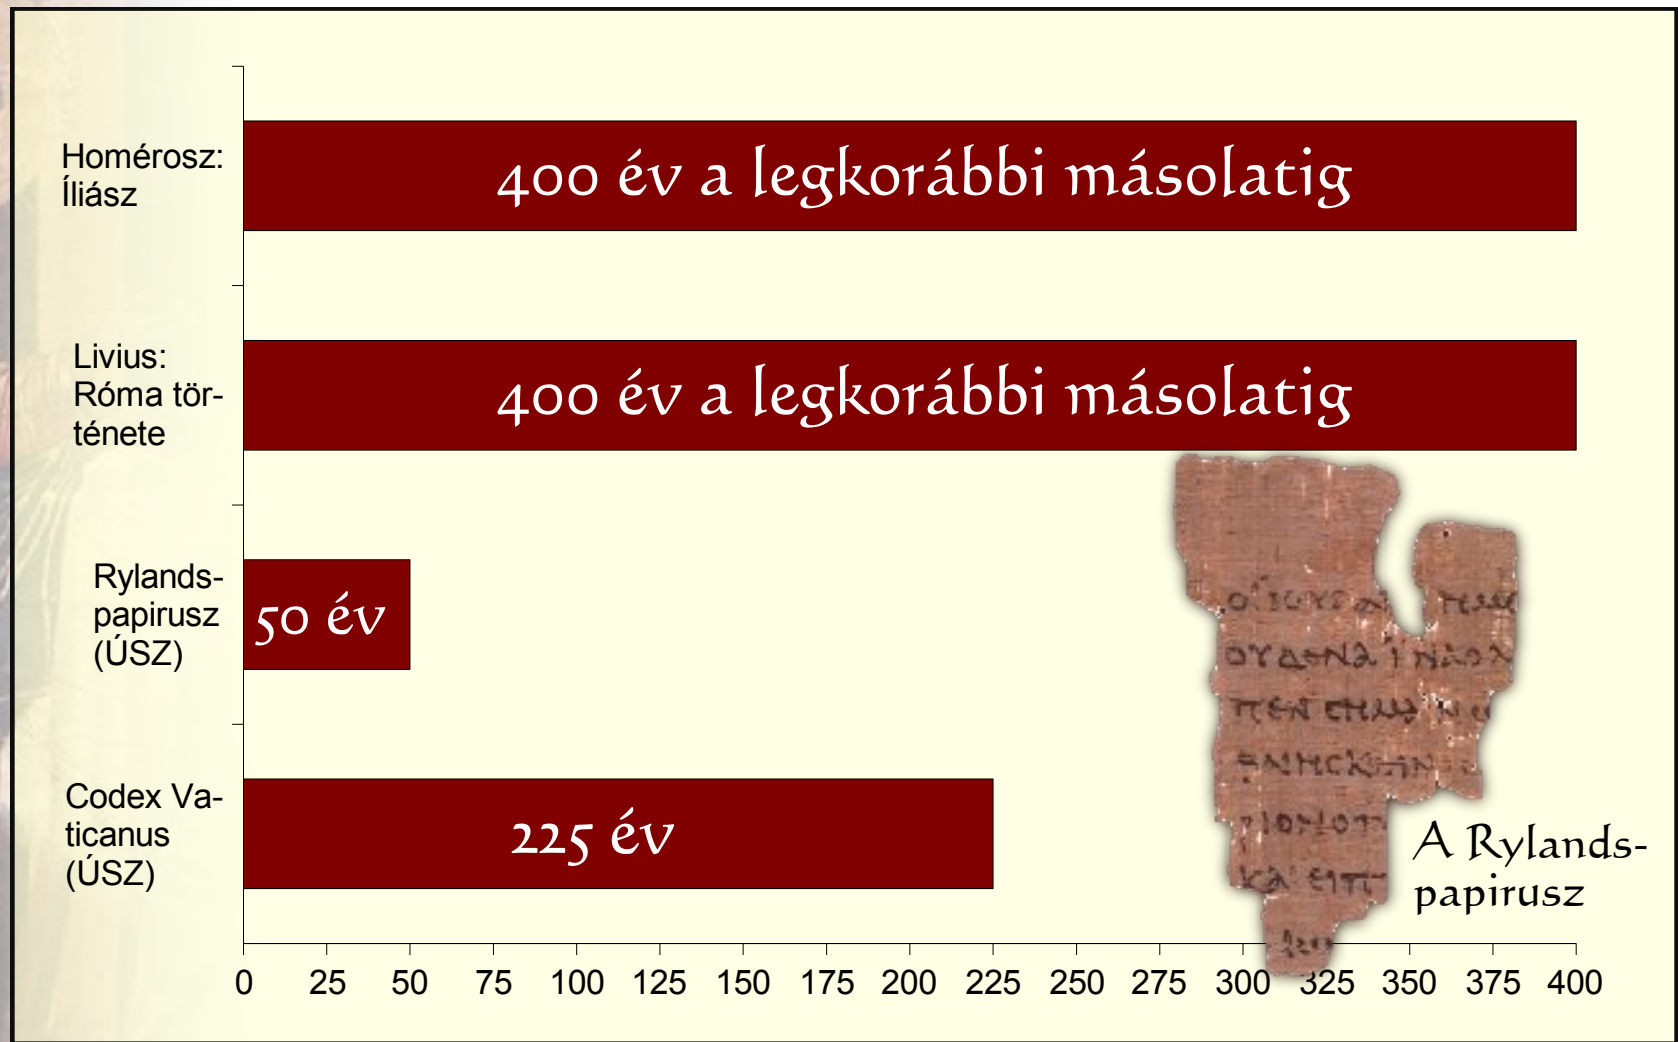 Homérosz:
Íliász
400 év a legkorábbi másolatig
Livius:
Róma tör-
ténete
400 év a legkorábbi másolatig
Rylands-
papirusz
(ÚSZ)
50 év
Codex Va-
ticanus
(ÚSZ)
225 év
A Rylands-
papirusz
0 25 50 75 100 125 150 175 200 225 250 275 300 325 350 375 400